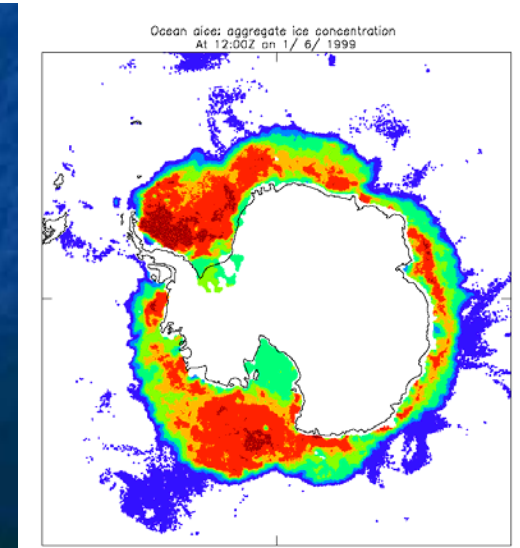 Ocean aice: aggregate ice concentration
At 12:00Z on 1/ 6/ 1999